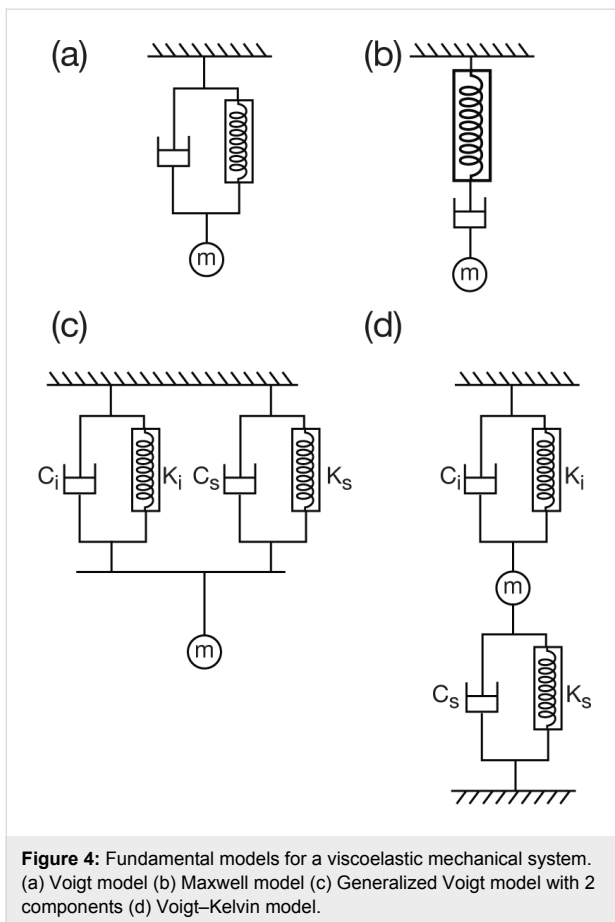 (a)
(b)
m
m
(c)
(d)
Ci Ki Cs Ks
Ci Ki
m
m
Cs Ks
Figure 4: Fundamental models for a viscoelastic mechanical system.
(a) Voigt model (b) Maxwell model (c) Generalized Voigt model with 2
components (d) Voigt–Kelvin model.